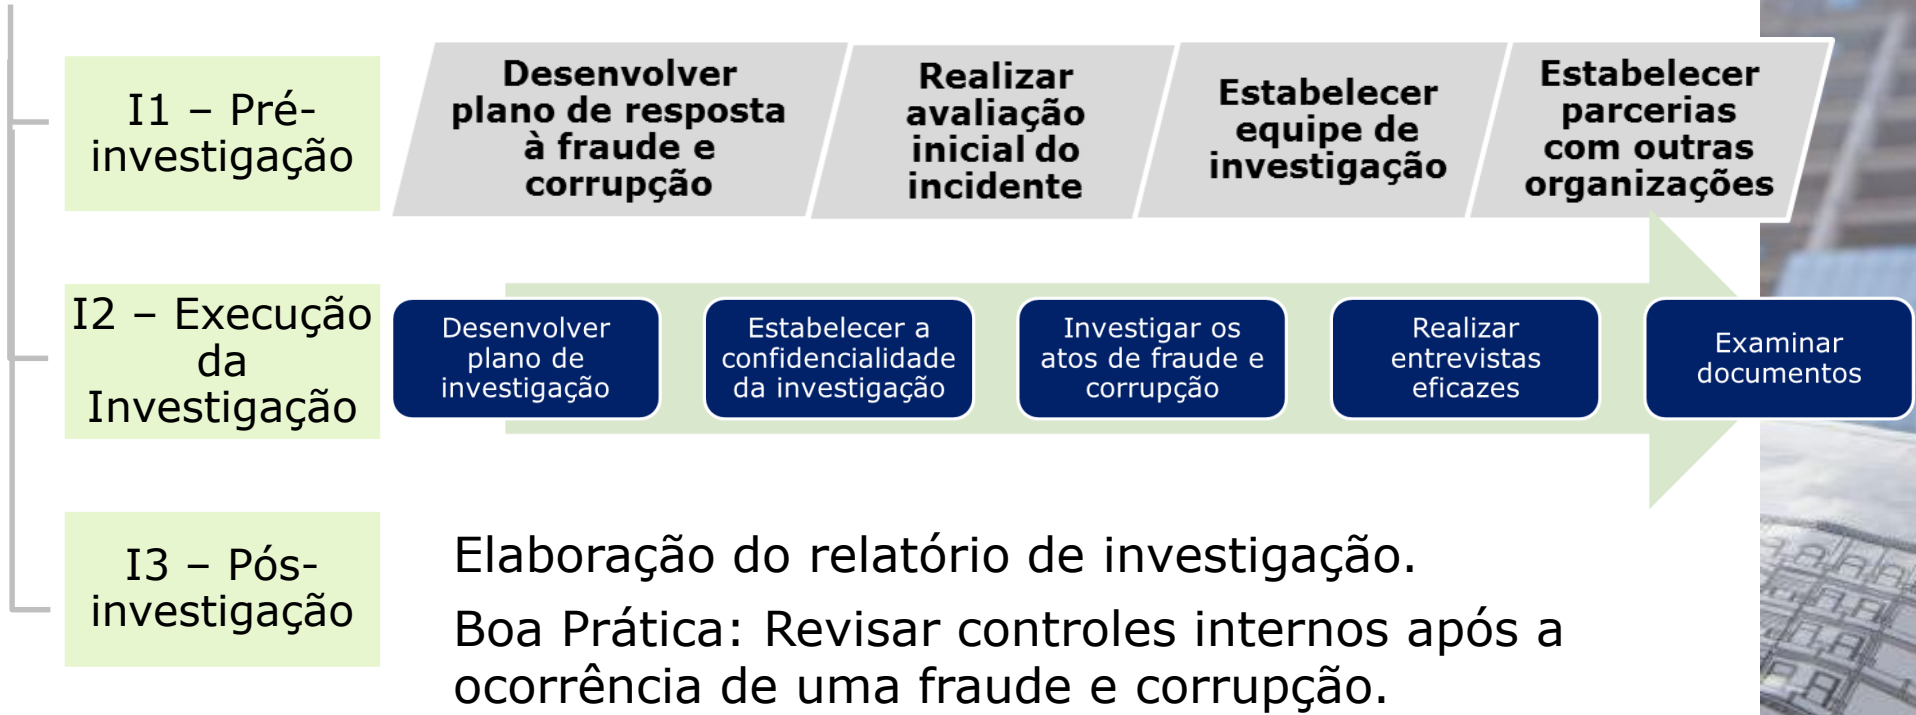 I1 – Pré-
investigação
Desenvolver
plano de resposta
à fraude e
corrupção
Realizar
avaliação
inicial do
incidente
Estabelecer
equipe de
investigação
Estabelecer
parcerias
com outras
organizações
I2 – Execução
da
Investigação
Desenvolver
plano de
investigação
Estabelecer a
confidencialidade
da investigação
Investigar os
atos de fraude e
corrupção
Realizar
entrevistas
eficazes
Examinar
documentos
I3 – Pós-
investigação
Elaboração do relatório de investigação.
Boa Prática: Revisar controles internos após a
ocorrência de uma fraude e corrupção.